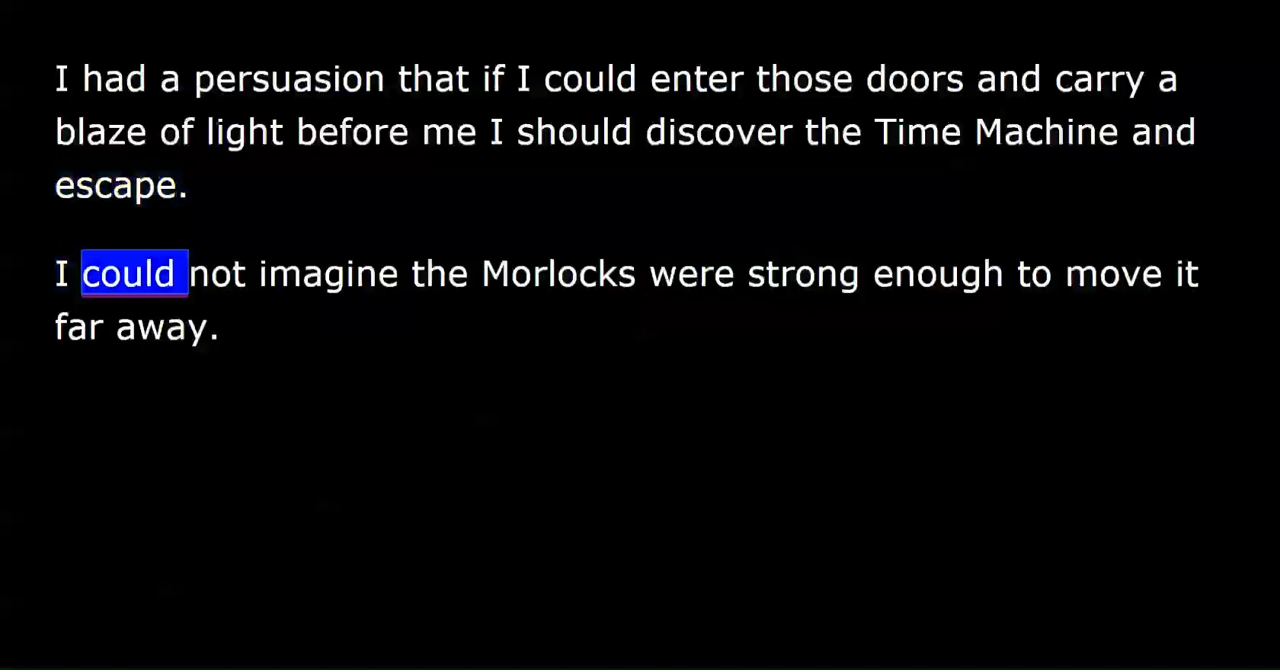 I had a persuasion that if I could enter those doors and carry a
blaze of light before me I should discover the Time Machine and
escape.
I could not imagine the Morlocks were strong enough to move it
far away.